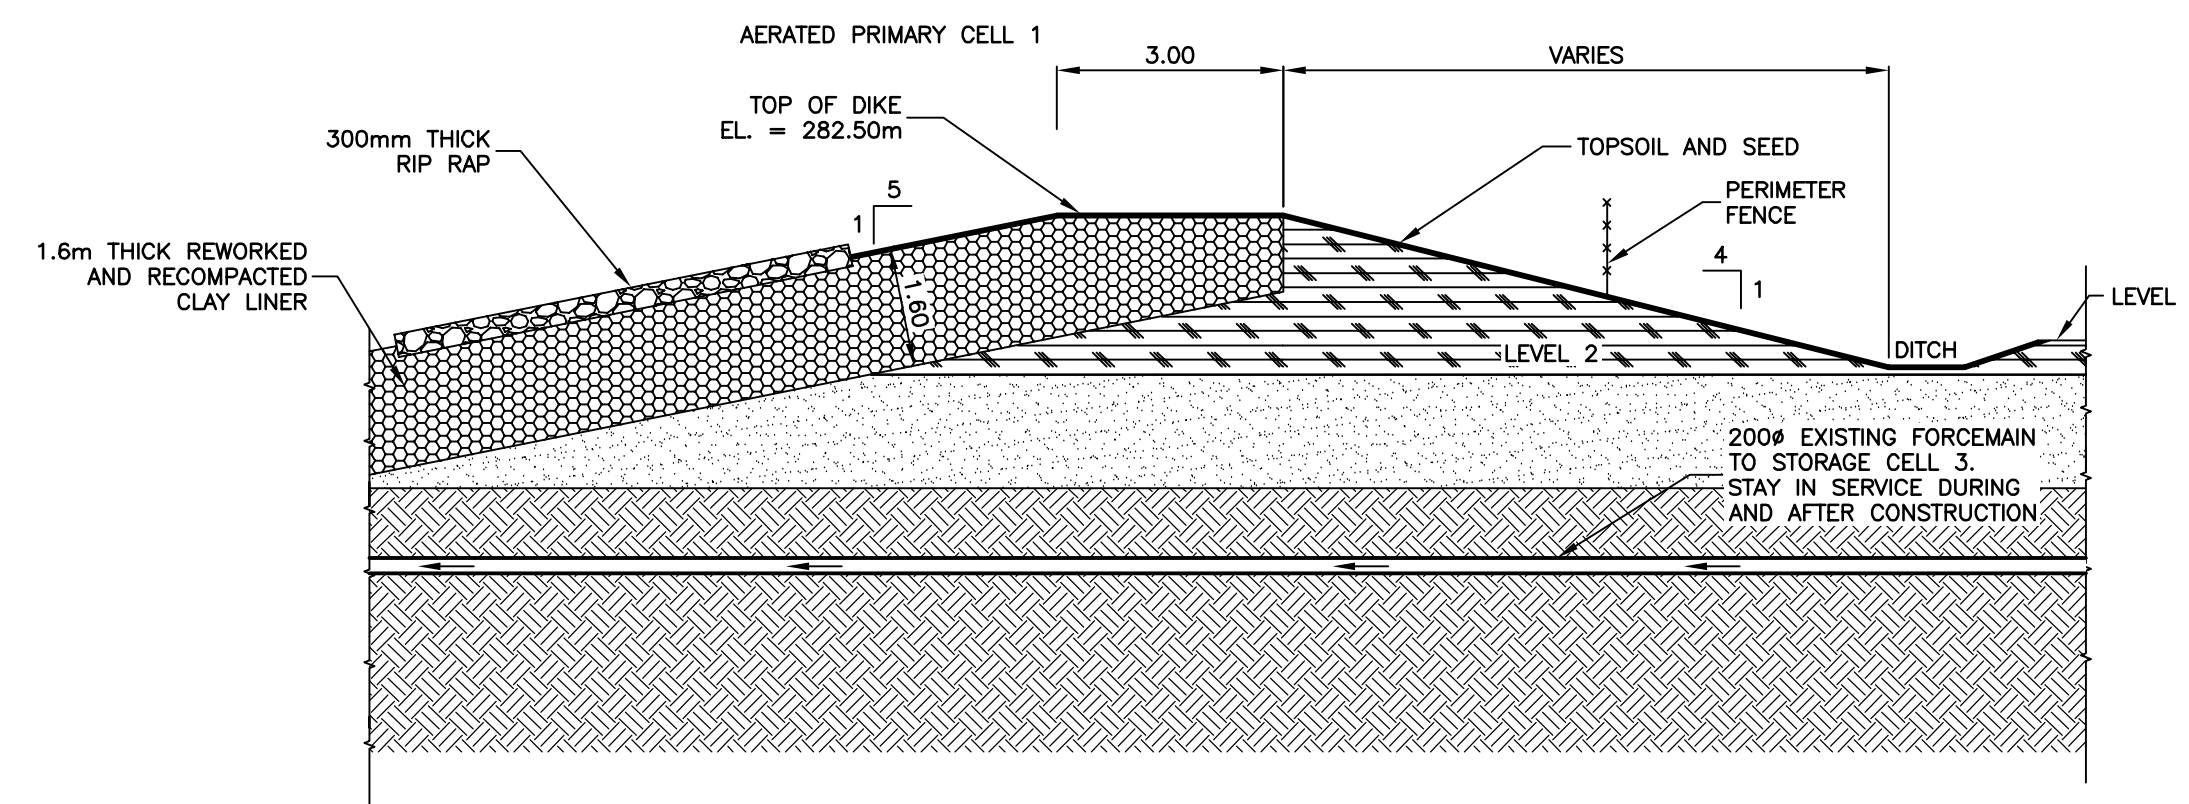 AERATED PRIMARY CELL 1
3.00
VARIES
TOP OF DIKE
EL. = 282.50m
300mm THICK
RIP RAP
TOPSOIL AND SEED
PERIMETER
FENCE
5
1
1.6m THICK REWORKED
AND RECOMPACTED
CLAY LINER
1.60
4
1
LEVEL
LEVEL 2
DITCH
200ø EXISTING FORCEMAIN
TO STORAGE CELL 3.
STAY IN SERVICE DURING
AND AFTER CONSTRUCTION